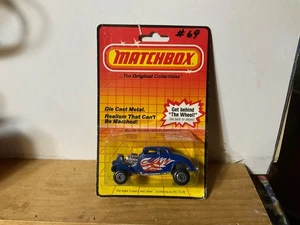 #69
MATCHBOX
The Original Collectibles
Die Cast Metal.
Realism That Can't
Be Matched!
Get behind
"The Wheel!"